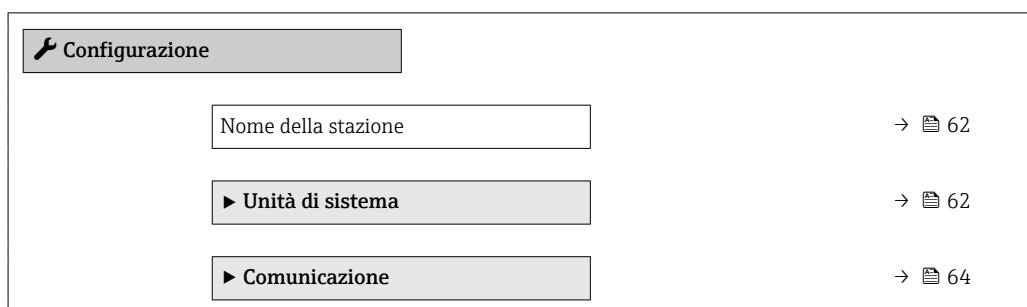 Configurazione
Nome della stazione → 62
▶ Unità di sistema → 62
▶ Comunicazione → 64